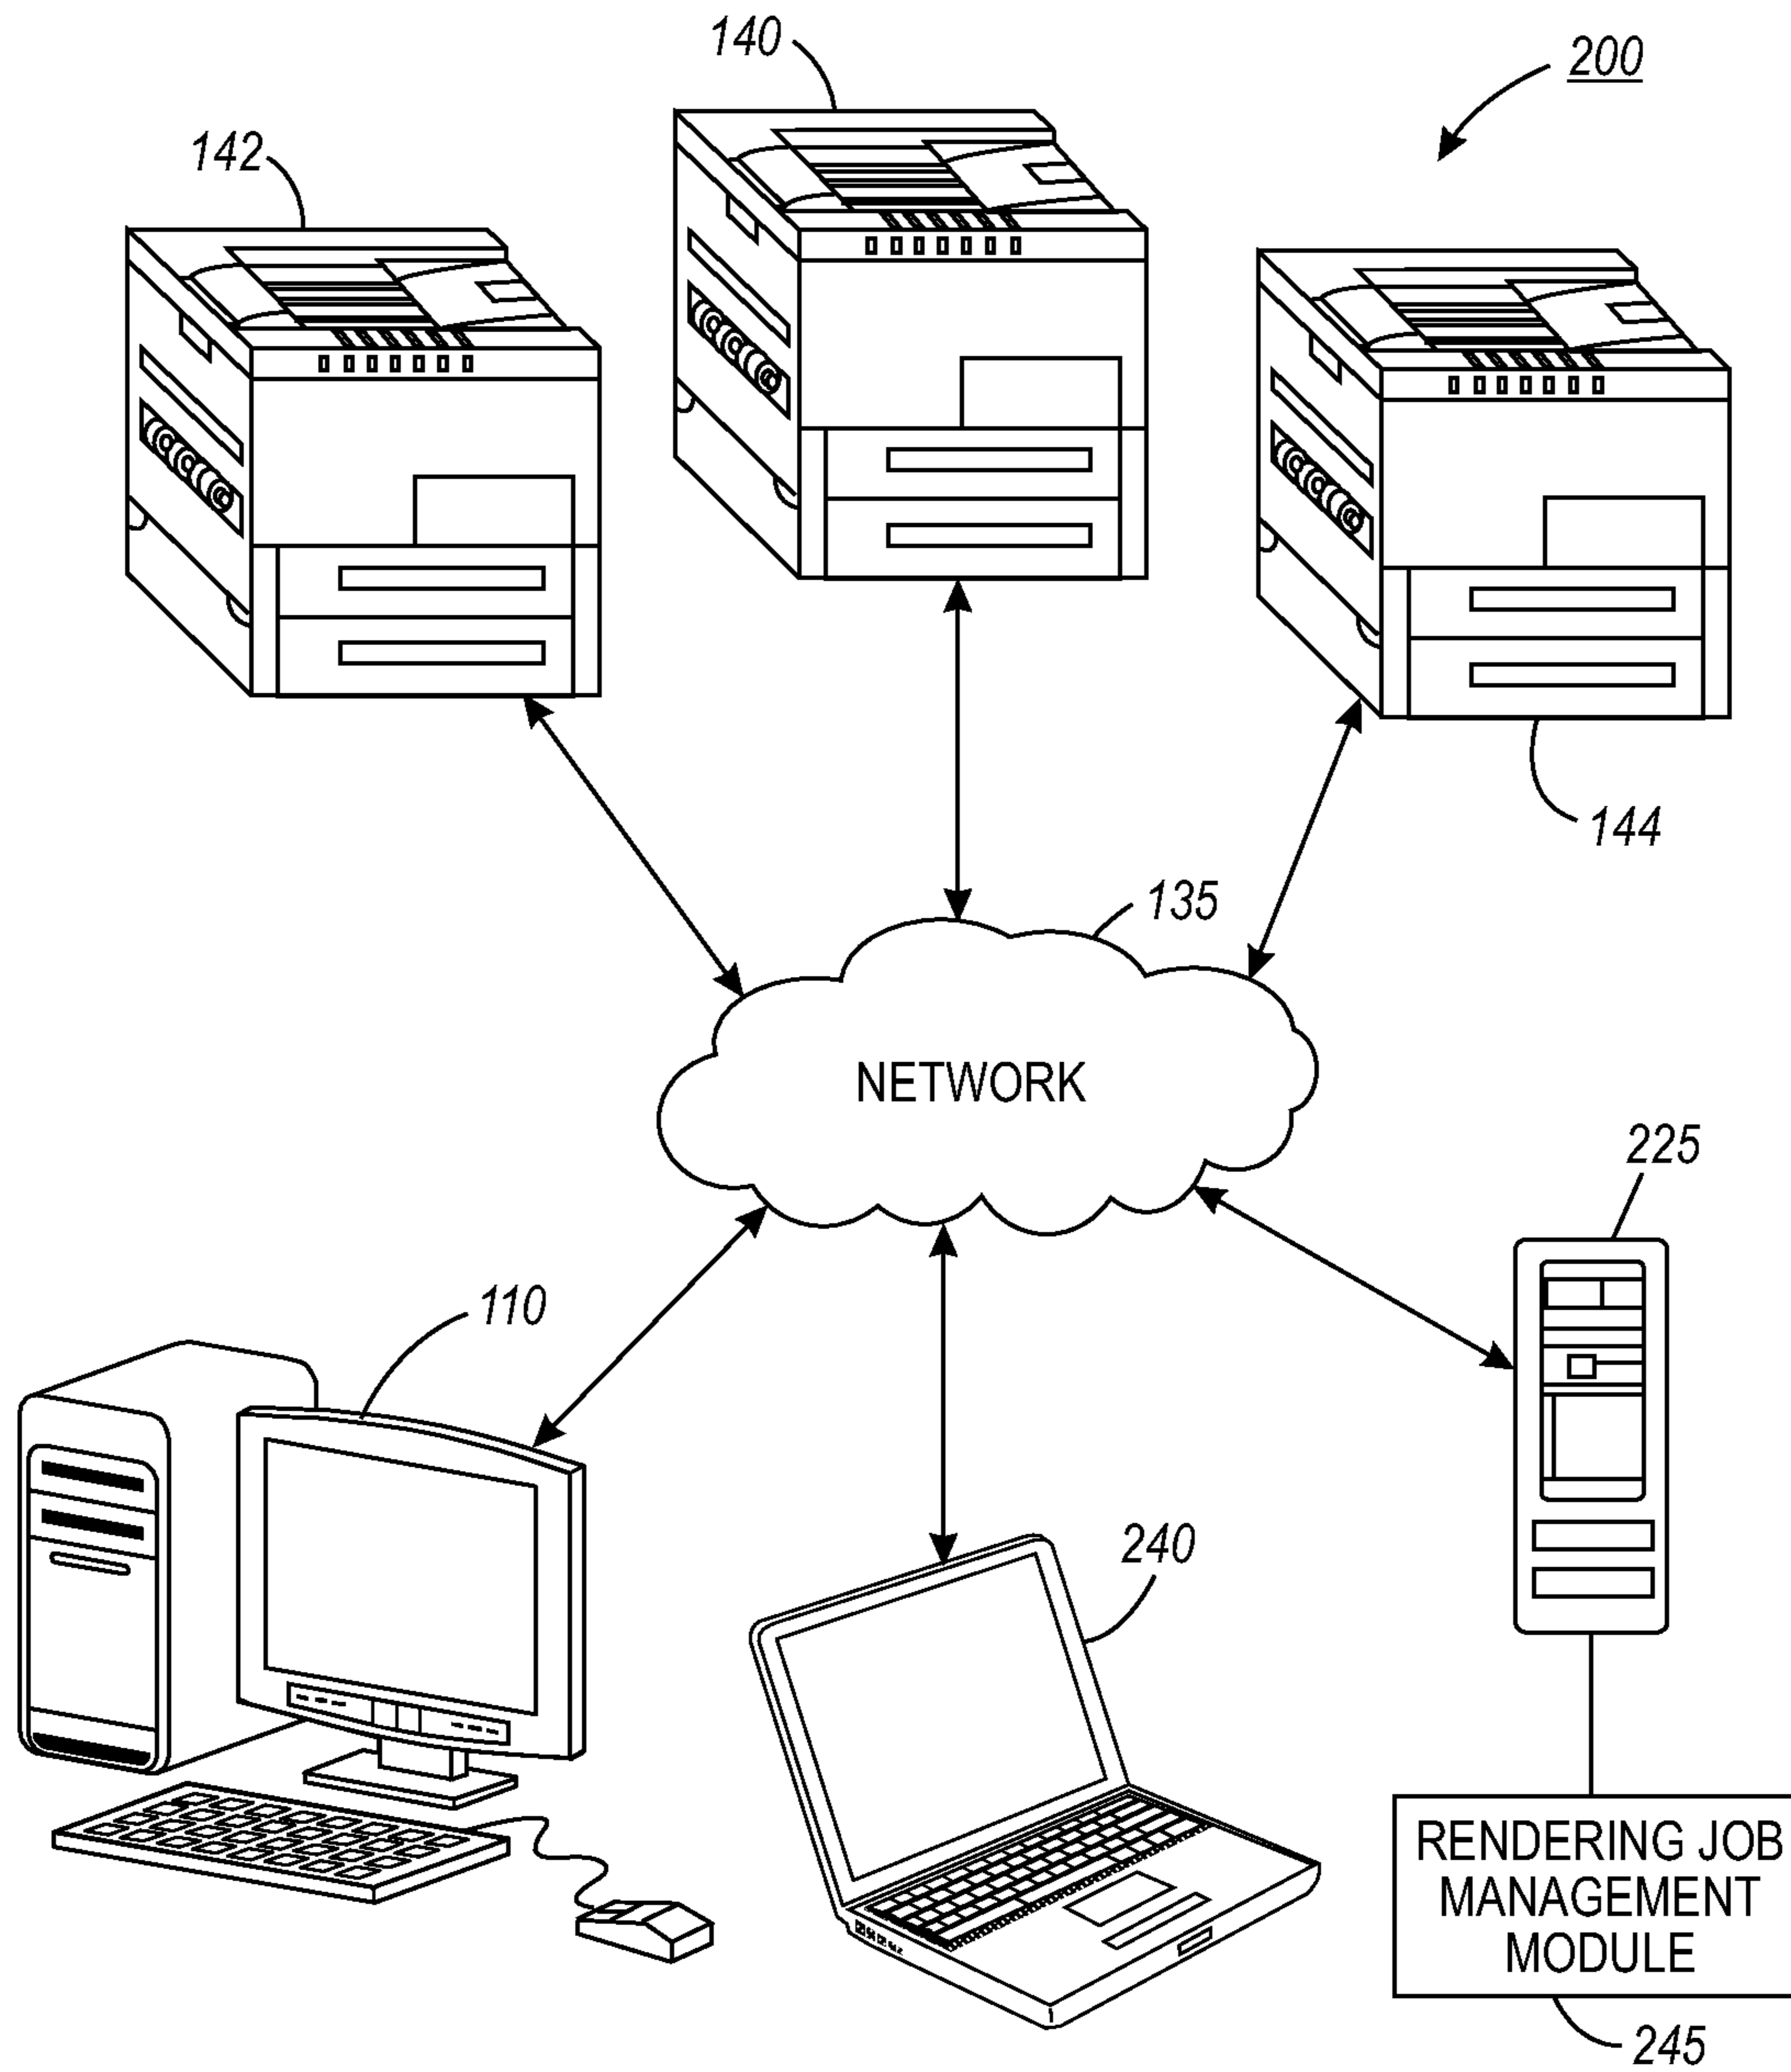 140
200
142
144
135
NETWORK
225
110
240
RENDERING JOB
MANAGEMENT
MODULE
245